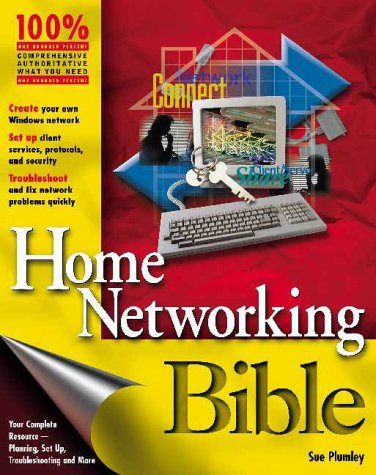 100%
ONE HUNDRED PERCENT
COMPREHENSIVE
AUTHORITATIVE
WHAT YOU NEED
ONE HUNDRED PERCENT
Create your own
Windows network
Set up client
services, protocols,
and security
Troubleshoot
and fix network
problems quickly
Network
Connect
Client/Serve
Share
Home
Networking
Bible
Your Complete
Resource —
Planning, Set Up,
Troubleshooting and More
Sue Plumley